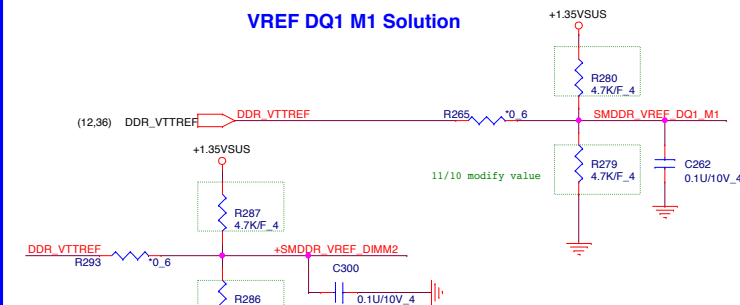 VREF DQ1 M1 Solution
+1.35VSUS
R280
4.7K/F_4
(12,36) DDR_VTTREF
DDR_VTTREF
R265
*0_6
SMDDR_VREF_DQ1_M1
+1.35VSUS
11/10 modify value
R279
4.7K/F_4
C262
0.1U/10V_4
R287
4.7K/F_4
DDR_VTTREF
R293
*0_6
+SMDDR_VREF_DIMM2
C300
0.1U/10V_4
R286